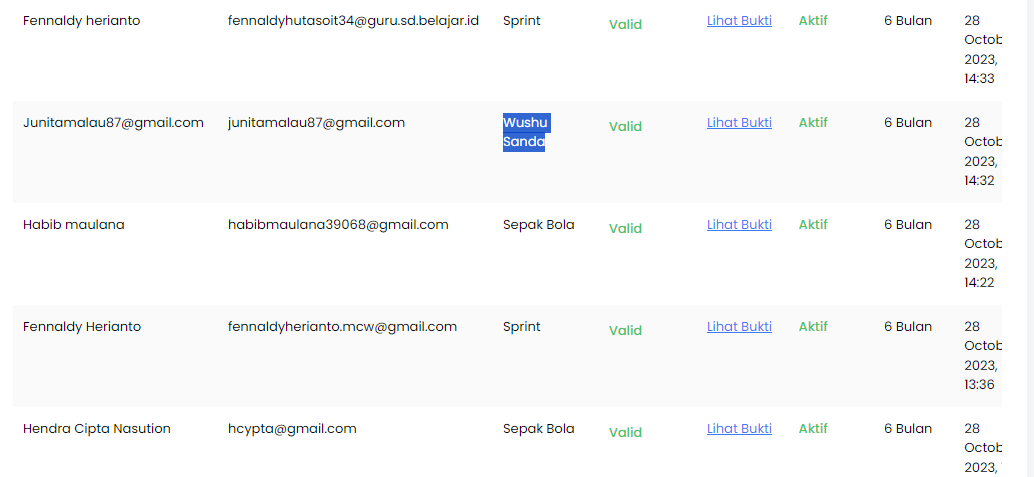 Fennaldy herianto fennaldyhutasoit34@guru.sd.belajar.id Sprint Valid Lihat Bukti Aktif 6 Bulan 28
Octob
2023,
14:33
Junitamalau87@gmail.com junitamalau87@gmail.com Wushu Valid Lihat Bukti Aktif 6 Bulan 28
Sanda Octob
2023,
14:32
Habib maulana habibmaulana39068@gmail.com Sepak Bola Valid Lihat Bukti Aktif 6 Bulan 28
Octob
2023,
14:22
Fennaldy Herianto fennaldyherianto.mcw@gmail.com Sprint Valid Lihat Bukti Aktif 6 Bulan 28
Octob
2023,
13:36
Hendra Cipta Nasution hcypta@gmail.com Sepak Bola Valid Lihat Bukti Aktif 6 Bulan 28
Octob
2023,